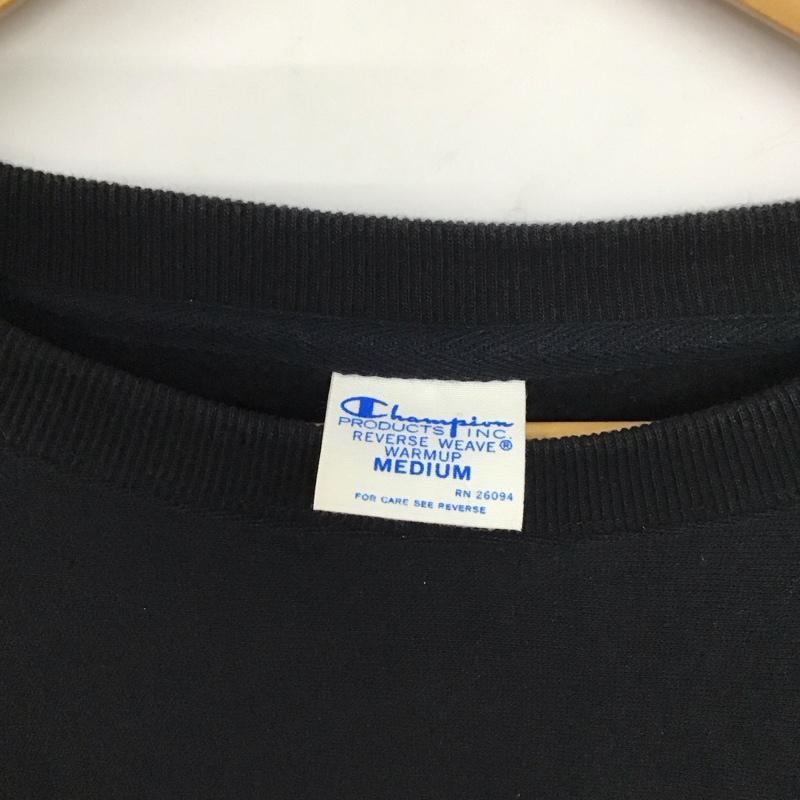 Champion
PRODUCTS INC.
REVERSE WEAVE®
WARMUP
MEDIUM
RN 26094
FOR CARE SEE REVERSE